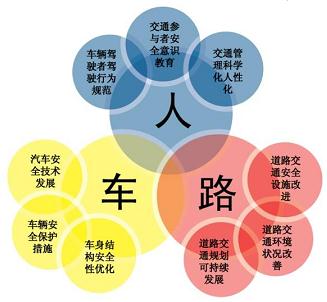 交通参
与者安
全意识
教育
车辆驾
驶者驾
驶行为
规范
交通管
理科学
化人性
化
人
汽车安
全技术
发展
车
路
道路交
通安全
设施改
进
车辆安
全保护
措施
车身结
构安全
性优化
道路交
通规划
可持续
发展
道路交
通环境
状况改
善